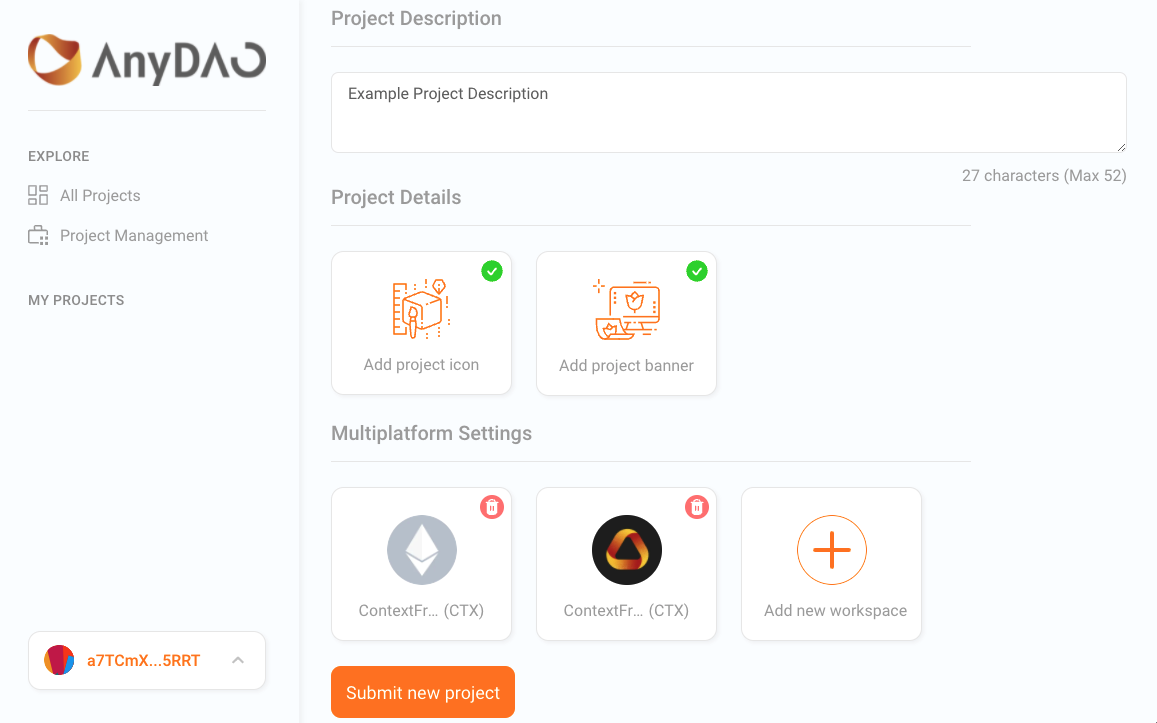 AnyDAO
EXPLORE
All Projects
Project Management
MY PROJECTS
a7TCmX...5RRT
Project Description
Example Project Description
27 characters (Max 52)
Project Details
Add project icon
Add project banner
Multiplatform Settings
ContextFr... (CTX)
ContextFr... (CTX)
Add new workspace
Submit new project